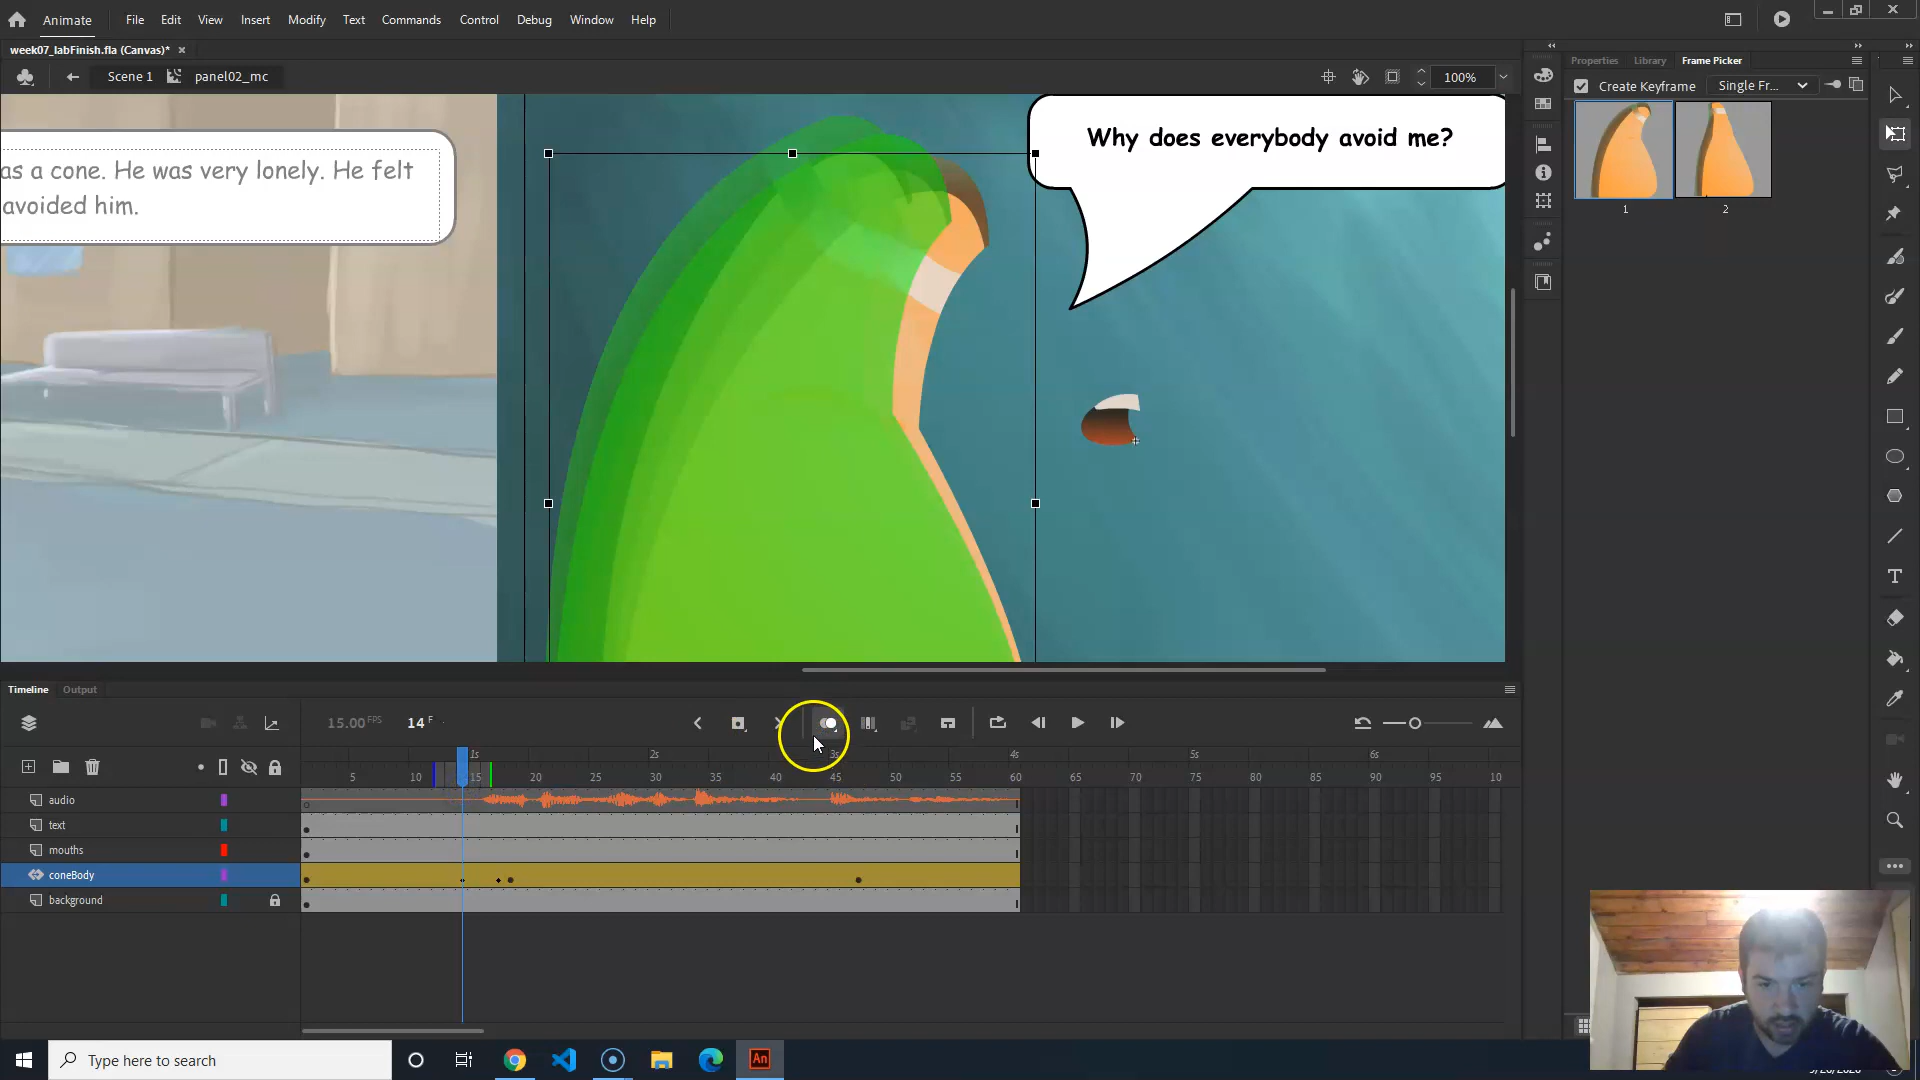 Animate File Edit View Insert Modify Text Commands Control Debug Window Help
week07_labFinish.fla (Canvas)* ×
Scene 1 panel02_mc 100%
Properties Library Frame Picker
Create Keyframe Single Fr...
1 2
as a cone. He was very lonely. He felt
avoided him.
Why does everybody avoid me?
Timeline Output
15.00 FPS 14 F
1s 2s 3s 4s 5s 6s
5 10 15 20 25 30 35 40 45 50 55 60 65 70 75 80 85 90 95 100
audio
text
mouths
coneBody
background
Type here to search
An